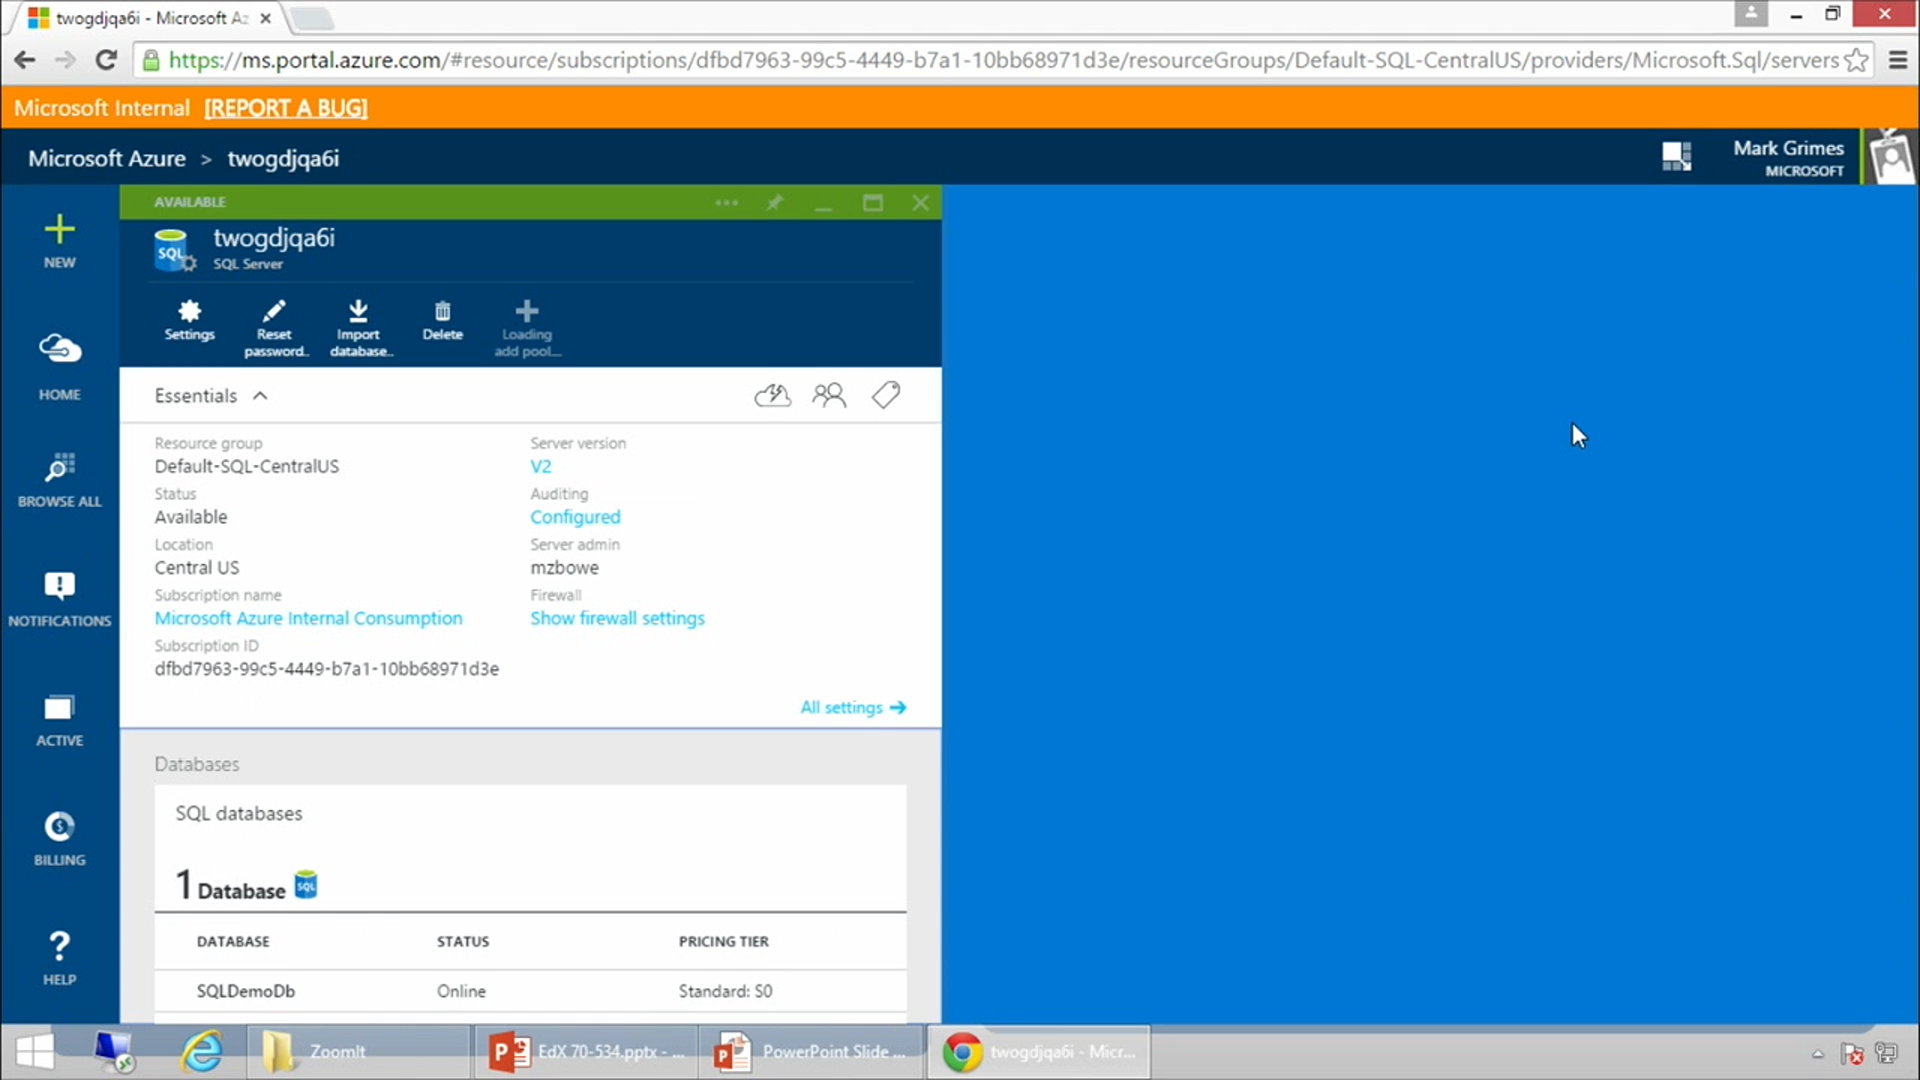 twogdjqa6i - Microsoft Az
https://ms.portal.azure.com/#resource/subscriptions/dfbd7963-99c5-4449-b7a1-10bb68971d3e/resourceGroups/Default-SQL-CentralUS/providers/Microsoft.Sql/servers
Microsoft Internal [REPORT A BUG]
Microsoft Azure > twogdjqa6i
Mark Grimes
MICROSOFT
NEW
HOME
BROWSE ALL
NOTIFICATIONS
ACTIVE
BILLING
HELP
AVAILABLE
twogdjqa6i
SQL
SQL Server
Settings
Reset password..
Import database..
Delete
Loading add pool....
Essentials
Resource group
Default-SQL-CentralUS
Status
Available
Location
Central US
Subscription name
Microsoft Azure Internal Consumption
Subscription ID
dfbd7963-99c5-4449-b7a1-10bb68971d3e
Server version
V2
Auditing
Configured
Server admin
mzbowe
Firewall
Show firewall settings
All settings
Databases
SQL databases
1 Database SQL
DATABASE STATUS PRICING TIER
SQLDemoDb Online Standard: S0
ZoomIt
EdX 70-534.pptx - ...
PowerPoint Slide ...
twogdjqa6i - Micr...